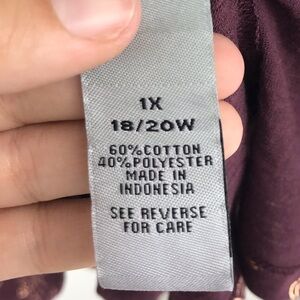 1X
18/20W
60%COTTON
40%POLYESTER
MADE IN
INDONESIA
SEE REVERSE
FOR CARE